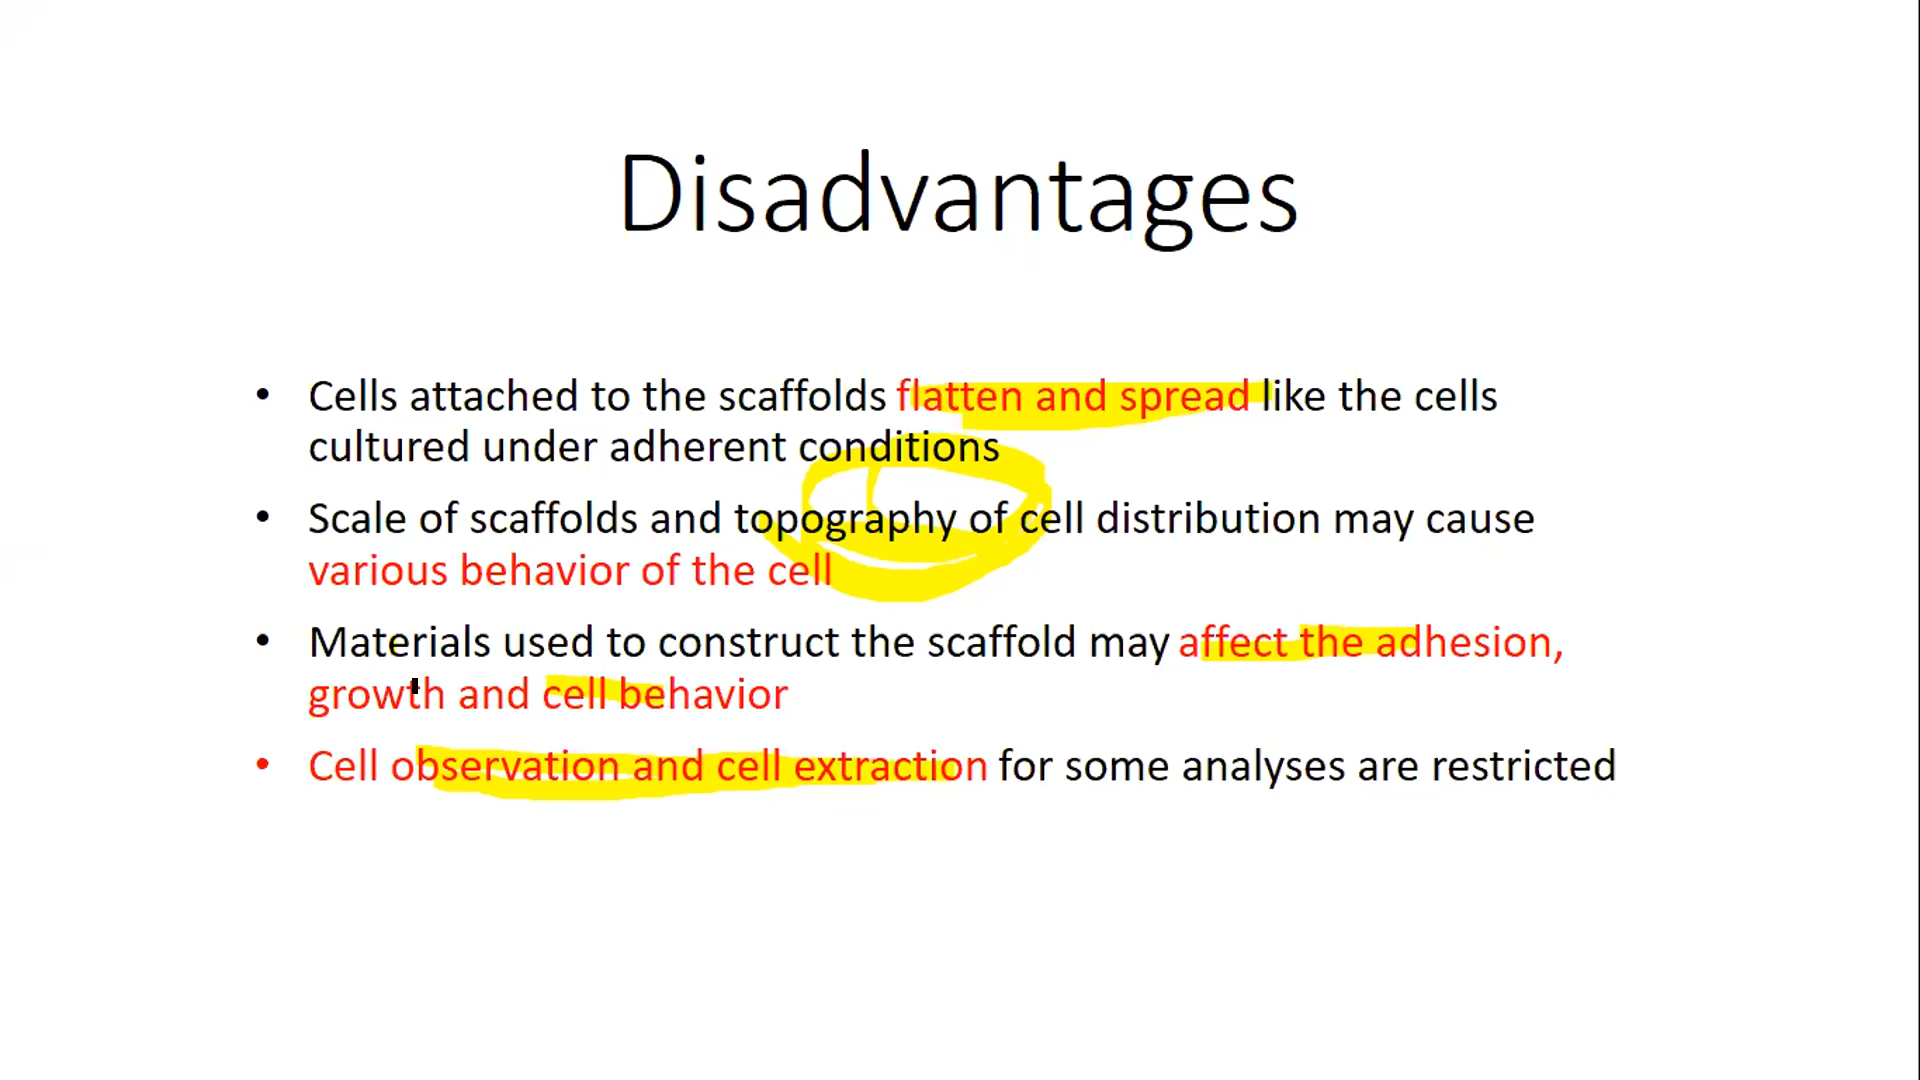 Disadvantages
• Cells attached to the scaffolds flatten and spread like the cells
cultured under adherent conditions
• Scale of scaffolds and topography of cell distribution may cause
various behavior of the cell
• Materials used to construct the scaffold may affect the adhesion,
growth and cell behavior
• Cell observation and cell extraction for some analyses are restricted